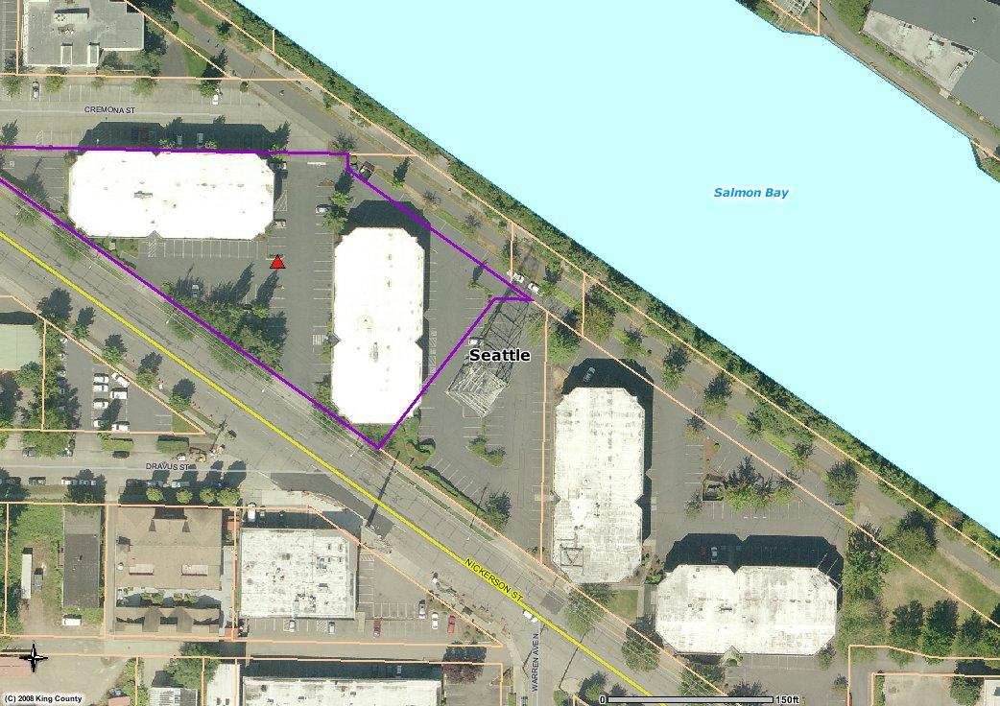 CREMONA ST
Salmon Bay
Seattle
DRAVUS ST
NICKERSON ST
WARREN AVE N
(C) 2008 King County
0 150ft